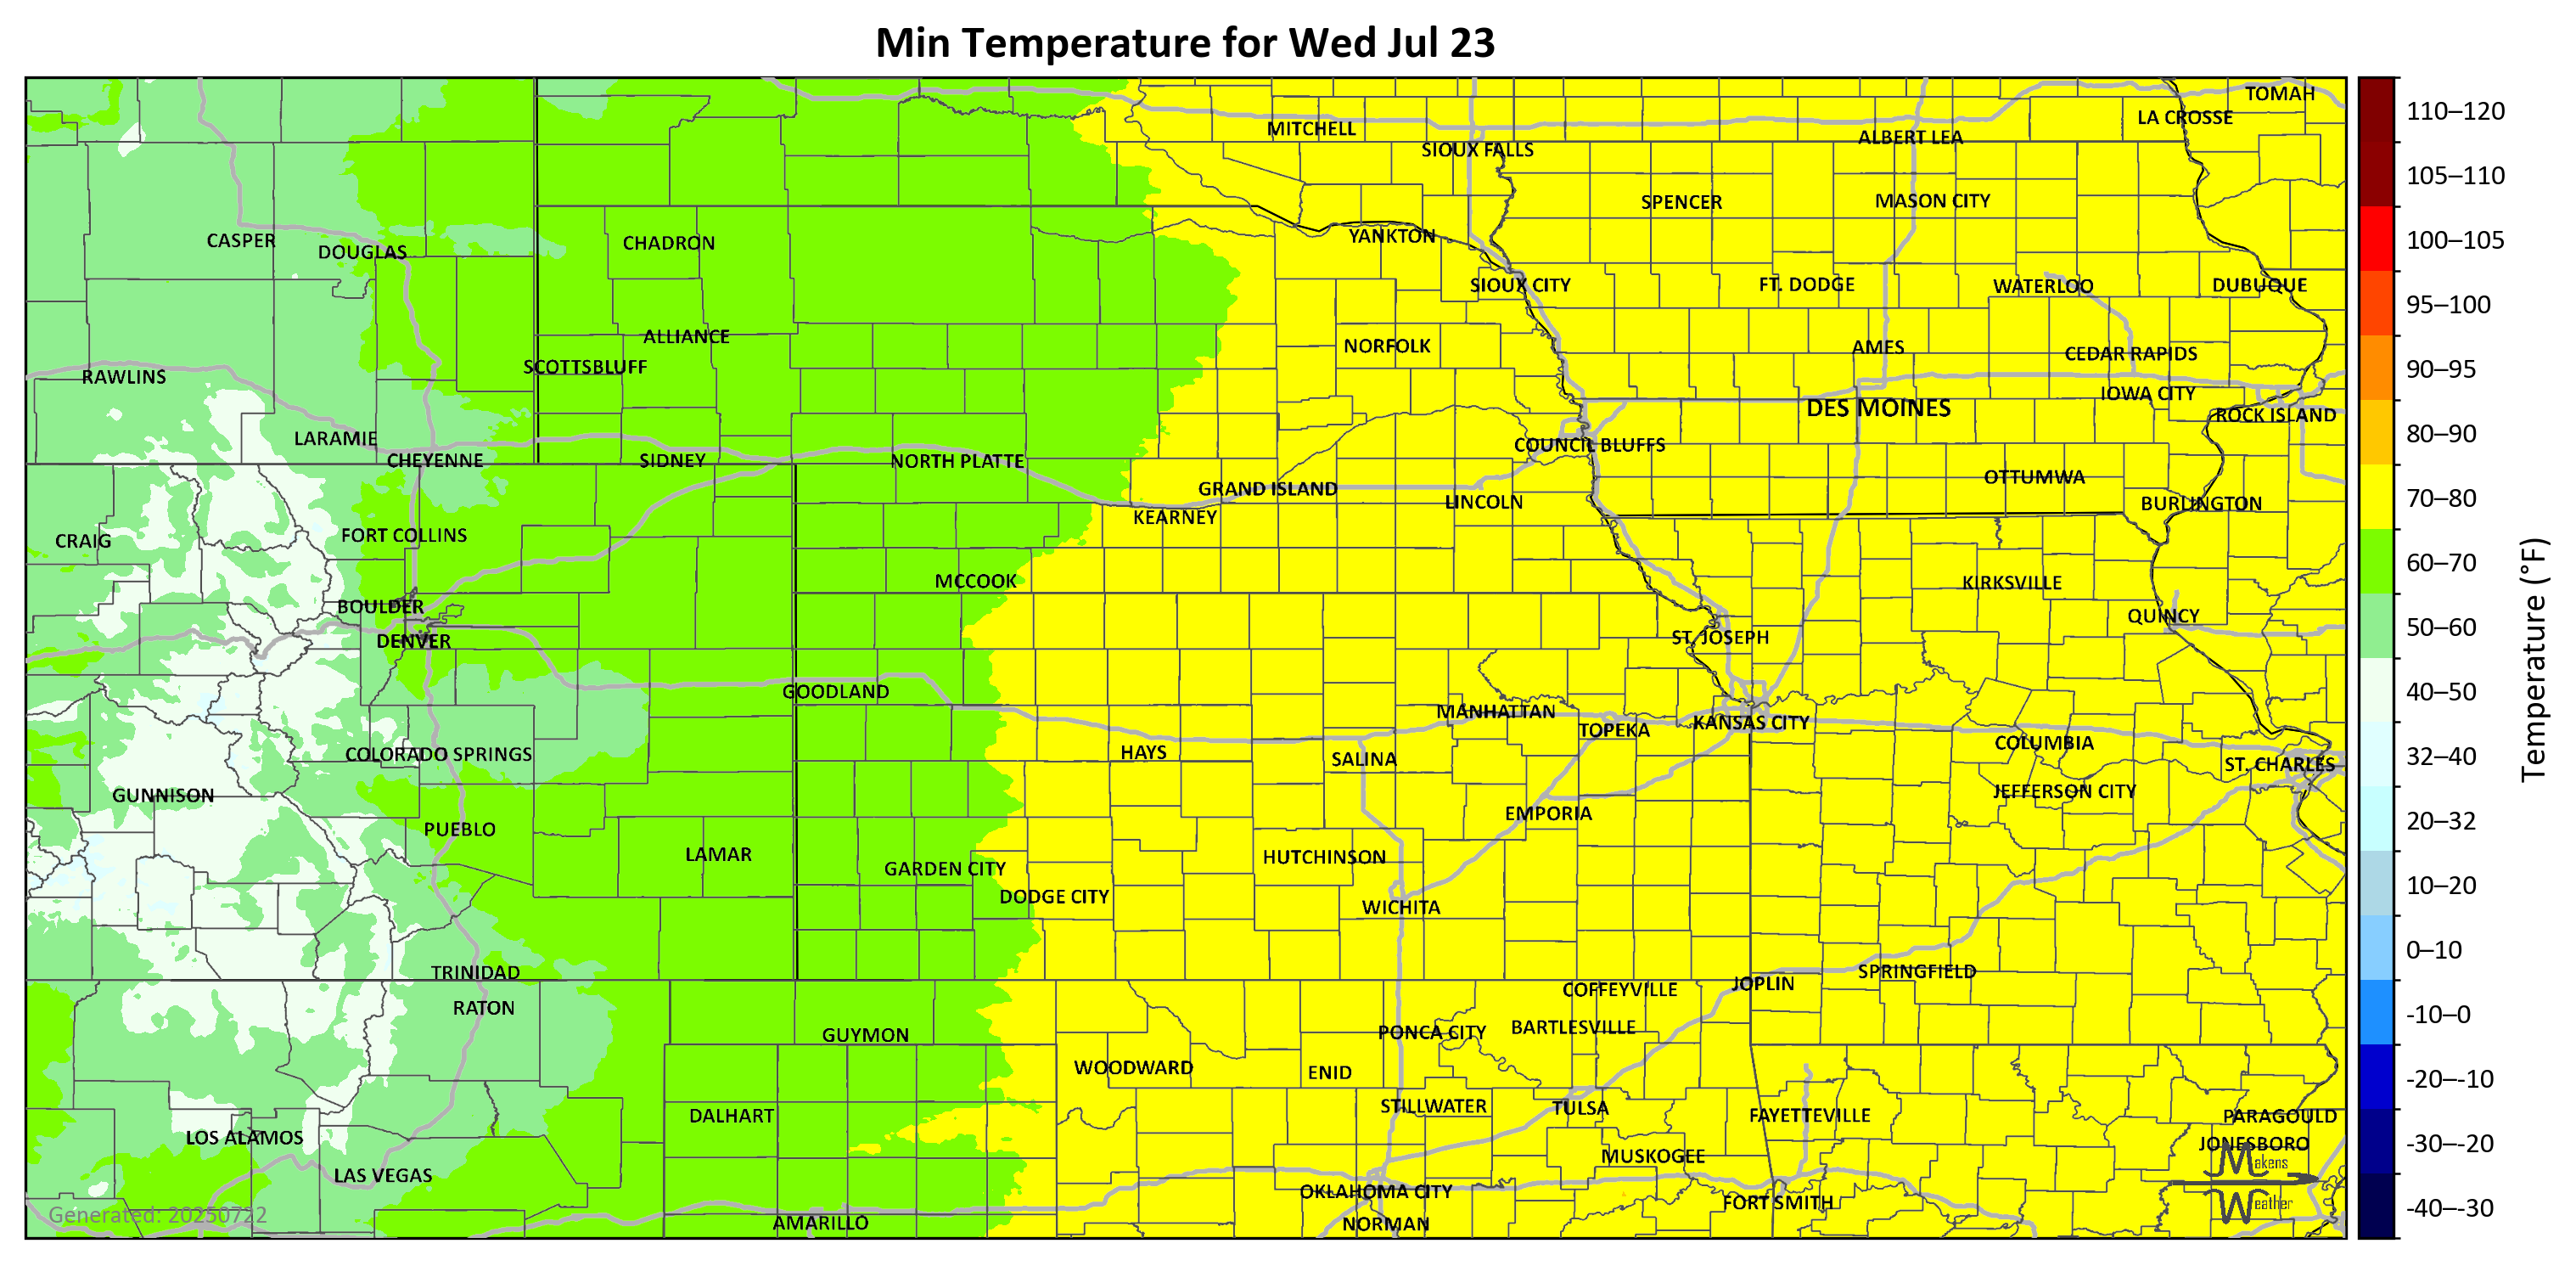 Min Temperature for Wed Jul 23
TOMAH
LA CROSSE
MITCHELL
ALBERT LEA
SIOUX FALLS
SPENCER
MASON CITY
CASPER
DOUGLAS
CHADRON
YANKTON
SIOUX CITY
FT. DODGE
WATERLOO
DUBUQUE
ALLIANCE
NORFOLK
AMES
CEDAR RAPIDS
SCOTTSBLUFF
RAWLINS
IOWA CITY
DES MOINES
ROCK ISLAND
LARAMIE
COUNCIL BLUFFS
CHEYENNE
SIDNEY
NORTH PLATTE
OTTUMWA
GRAND ISLAND
LINCOLN
BURLINGTON
KEARNEY
FORT COLLINS
CRAIG
MCCOOK
KIRKSVILLE
BOULDER
QUINCY
DENVER
ST. JOSEPH
GOODLAND
MANHATTAN
KANSAS CITY
TOPEKA
COLUMBIA
HAYS
COLORADO SPRINGS
SALINA
ST. CHARLES
GUNNISON
JEFFERSON CITY
EMPORIA
PUEBLO
LAMAR
HUTCHINSON
GARDEN CITY
DODGE CITY
WICHITA
TRINIDAD
SPRINGFIELD
JOPLIN
COFFEYVILLE
RATON
BARTLESVILLE
PONCA CITY
GUYMON
WOODWARD
ENID
STILLWATER
TULSA
DALHART
FAYETTEVILLE
PARAGOULD
LOS ALAMOS
JONESBORO
MUSKOGEE
LAS VEGAS
OKLAHOMA CITY
FORT SMITH
AMARILLO
NORMAN
Generated: 20250722
Makens
Weather
110–120
105–110
100–105
95–100
90–95
80–90
70–80
60–70
50–60
40–50
32–40
20–32
10–20
0–10
-10–0
-20–-10
-30–-20
-40–-30
Temperature (°F)